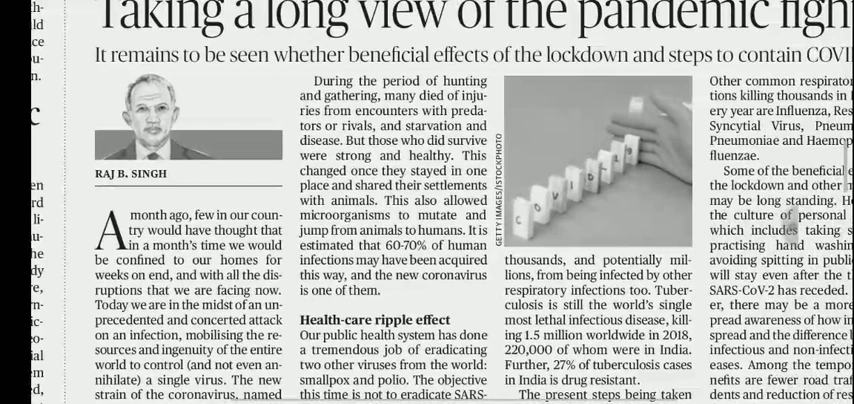 Taking a long view of the pandemic figh
It remains to be seen whether beneficial effects of the lockdown and steps to contain COVI
RAJ B. SINGH
A month ago, few in our coun-
try would have thought that
in a month's time we would
be confined to our homes for
weeks on end, and with all the dis-
ruptions that we are facing now.
Today we are in the midst of an un-
precedented and concerted attack
on an infection, mobilising the re-
sources and ingenuity of the entire
world to control (and not even an-
nihilate) a single virus. The new
strain of the coronavirus, named
During the period of hunting
and gathering, many died of inju-
ries from encounters with preda-
tors or rivals, and starvation and
disease. But those who did survive
were strong and healthy. This
changed once they stayed in one
place and shared their settlements
with animals. This also allowed
microorganisms to mutate and
jump from animals to humans. It is
estimated that 60-70% of human
infections may have been acquired
this way, and the new coronavirus
is one of them.
Health-care ripple effect
Our public health system has done
a tremendous job of eradicating
two other viruses from the world:
smallpox and polio. The objective
this time is not to eradicate SARS-
GETTY IMAGES/ISTOCKPHOTO
COVID19
thousands, and potentially mil-
lions, from being infected by other
respiratory infections too. Tuber-
culosis is still the world's single
most lethal infectious disease, kill-
ing 1.5 million worldwide in 2018,
220,000 of whom were in India.
Further, 27% of tuberculosis cases
in India is drug resistant.
The present steps being taken
Other common respirator
tions killing thousands in
ery year are Influenza, Res
Syncytial Virus, Pneum
Pneumoniae and Haemop
fluenzae.
Some of the beneficial e
the lockdown and other
may be long standing. H
the culture of personal
which includes taking s
practising hand washin
avoiding spitting in publi
will stay even after the t
SARS-CoV-2 has receded.
er, there may be a more
pread awareness of how in
spread and the difference
infectious and non-infecti
eases. Among the tempo
nefits are fewer road traf
dents and reduction of res